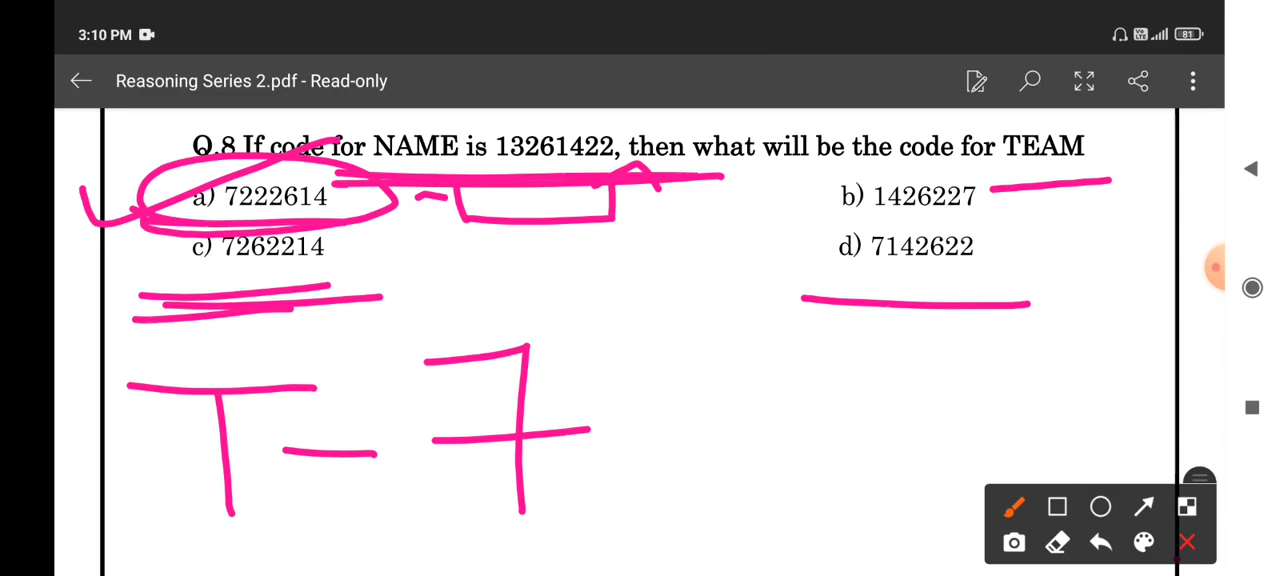 3:10 PM
81
Reasoning Series 2.pdf - Read-only
Q.8 If code for NAME is 13261422, then what will be the code for TEAM
a) 7222614
b) 1426227
c) 7262214
d) 7142622
T - 7